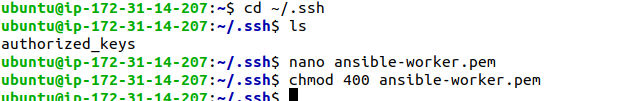 ubuntu@ip-172-31-14-207:~$ cd ~/.ssh
ubuntu@ip-172-31-14-207:~/.ssh$ ls
authorized_keys
ubuntu@ip-172-31-14-207:~/.ssh$ nano ansible-worker.pem
ubuntu@ip-172-31-14-207:~/.ssh$ chmod 400 ansible-worker.pem
ubuntu@ip-172-31-14-207:~/.ssh$